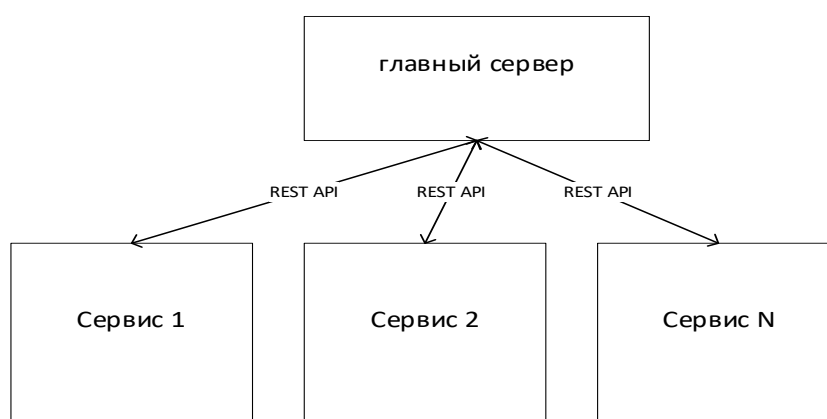 главный сервер
REST API
REST API
REST API
Сервис 1
Сервис 2
Сервис N